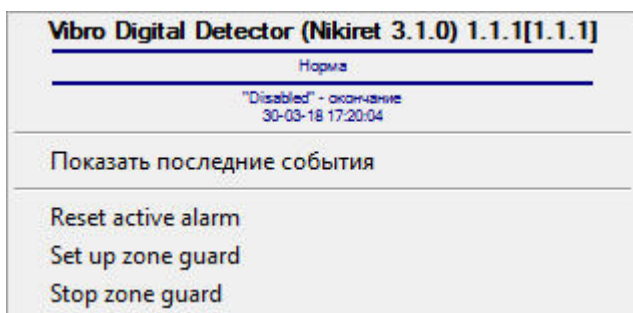 Vibro Digital Detector (Nikiret 3.1.0) 1.1.1[1.1.1]
Норма
"Disabled" - окончание
30-03-18 17:20:04
Показать последние события
Reset active alarm
Set up zone guard
Stop zone guard